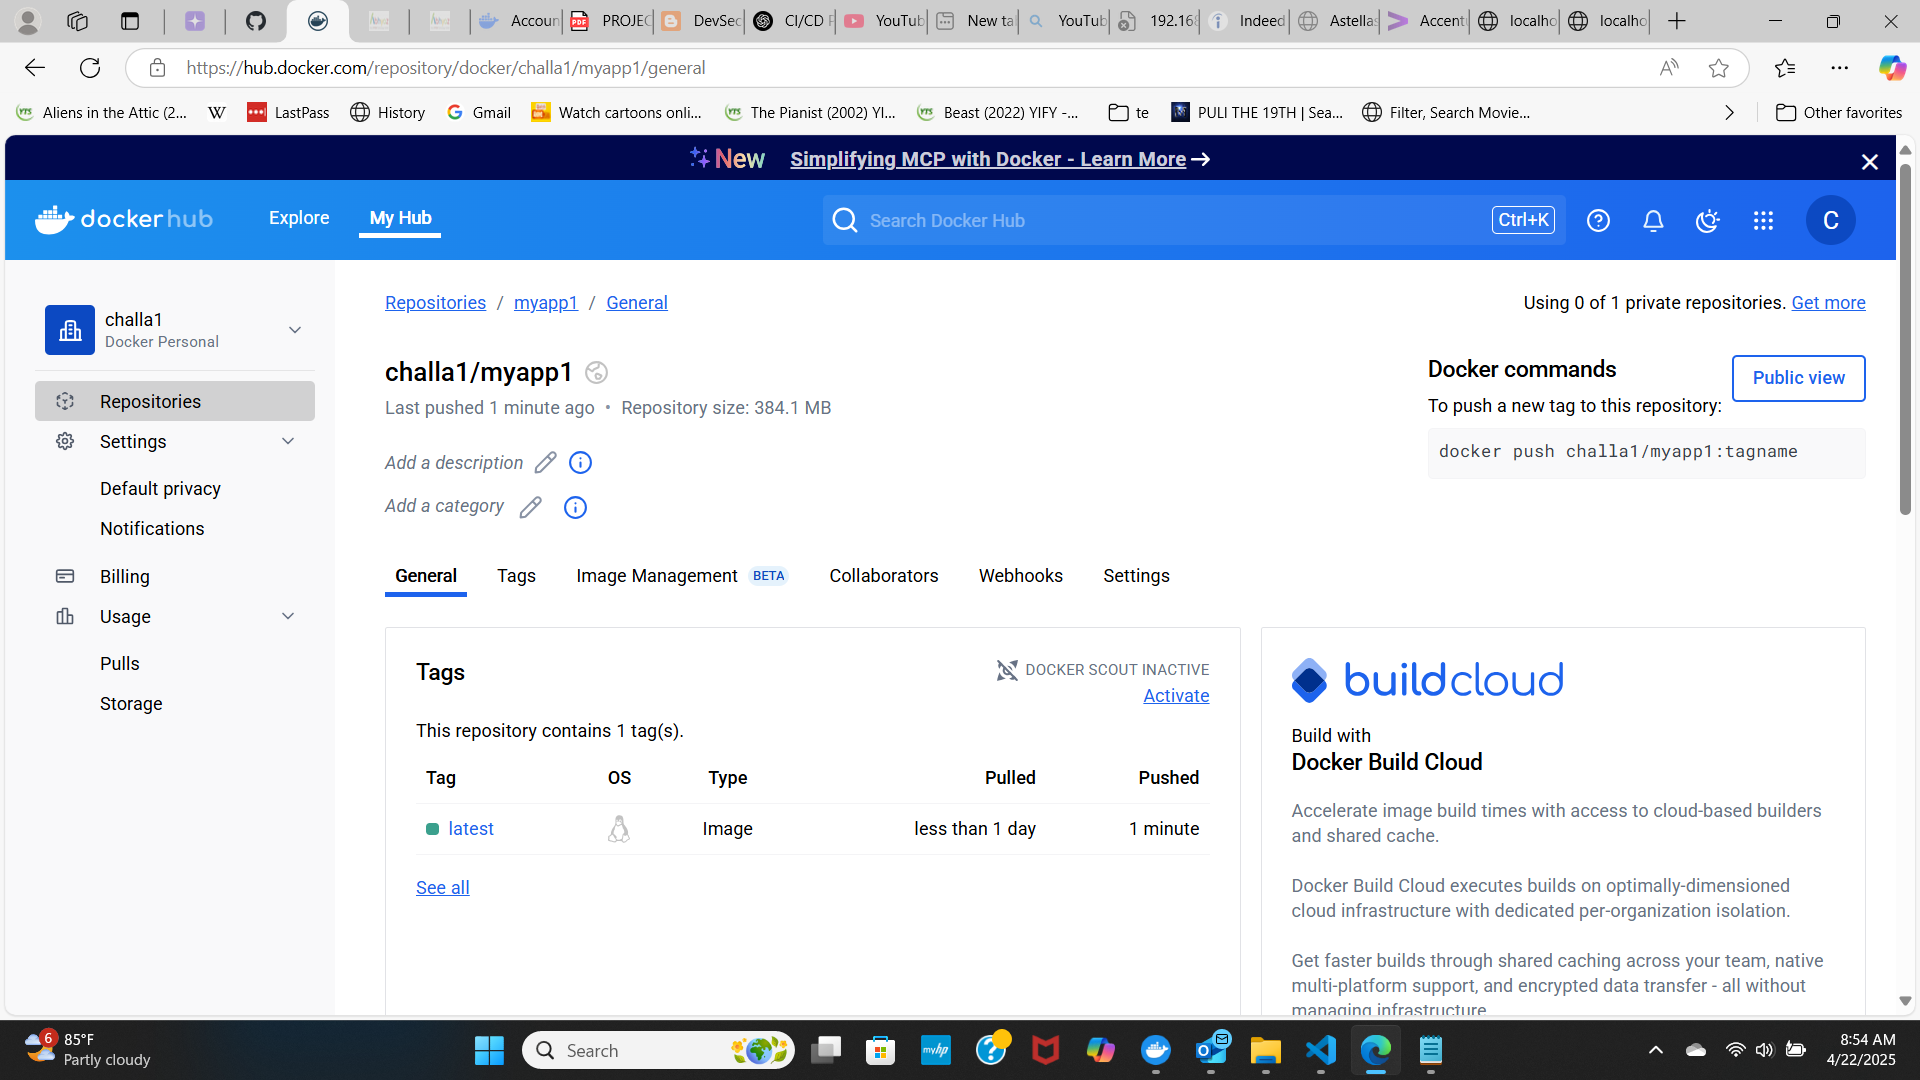 Accoun
PROJEC
DevSec
CI/CD P
YouTub
New tal
YouTub
192.168
Indeed
Astellas
Accent
localho
localho
https://hub.docker.com/repository/docker/challa1/myapp1/general
Aliens in the Attic (2...
W
LastPass
History
Gmail
Watch cartoons onli...
The Pianist (2002) YI...
Beast (2022) YIFY -...
te
PULI THE 19TH | Sea...
Filter, Search Movie...
Other favorites
New Simplifying MCP with Docker - Learn More →
dockerhub
Explore
My Hub
Search Docker Hub
Ctrl+K
C
challa1
Docker Personal
Repositories
Settings
Default privacy
Notifications
Billing
Usage
Pulls
Storage
Repositories / myapp1 / General
Using 0 of 1 private repositories. Get more
challa1/myapp1
Last pushed 1 minute ago • Repository size: 384.1 MB
Add a description
Add a category
Docker commands
Public view
To push a new tag to this repository:
docker push challa1/myapp1:tagname
General
Tags
Image Management BETA
Collaborators
Webhooks
Settings
Tags
DOCKER SCOUT INACTIVE
Activate
This repository contains 1 tag(s).
Tag OS Type Pulled Pushed
latest Image less than 1 day 1 minute
See all
buildcloud
Build with
Docker Build Cloud
Accelerate image build times with access to cloud-based builders
and shared cache.
Docker Build Cloud executes builds on optimally-dimensioned
cloud infrastructure with dedicated per-organization isolation.
Get faster builds through shared caching across your team, native
multi-platform support, and encrypted data transfer - all without
managing infrastructure.
6
85°F
Partly cloudy
Search
myhp
8:54 AM
4/22/2025